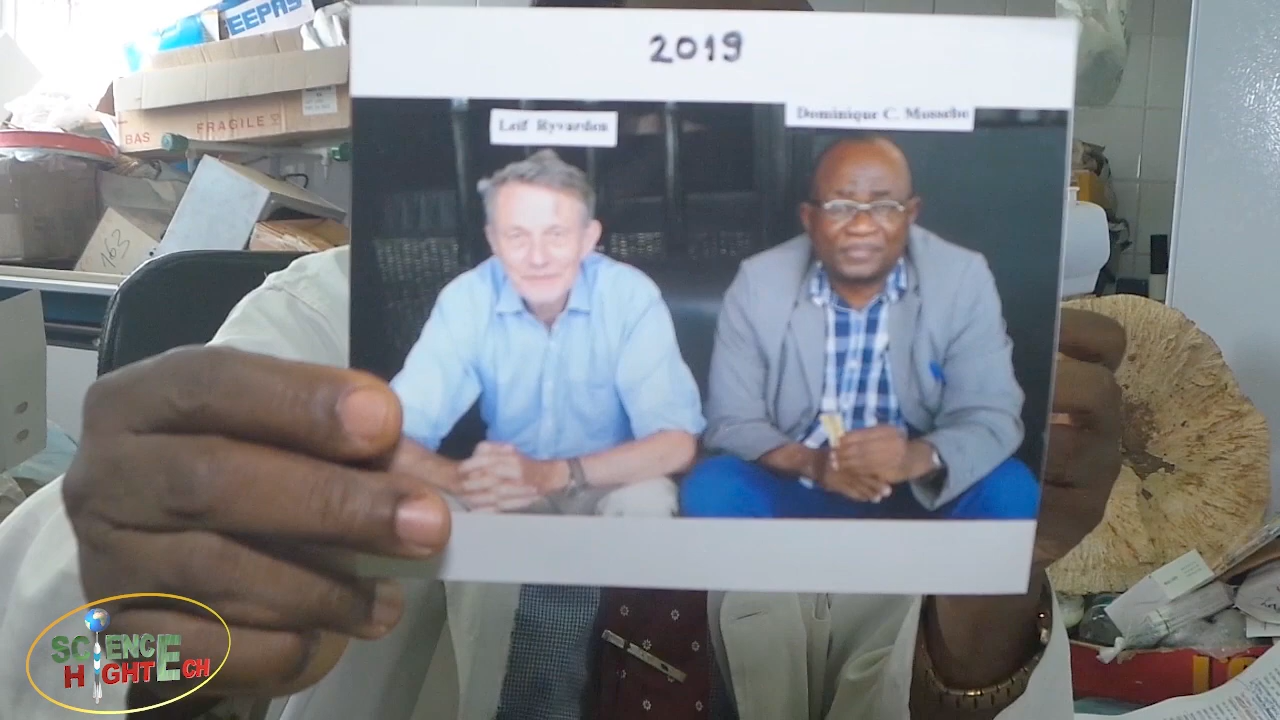 EEPAS
2019
Leif Ryvarden
Dominique C. Mossebo
BAS FRAGILE
163
SCIENCE
HIGHTECH